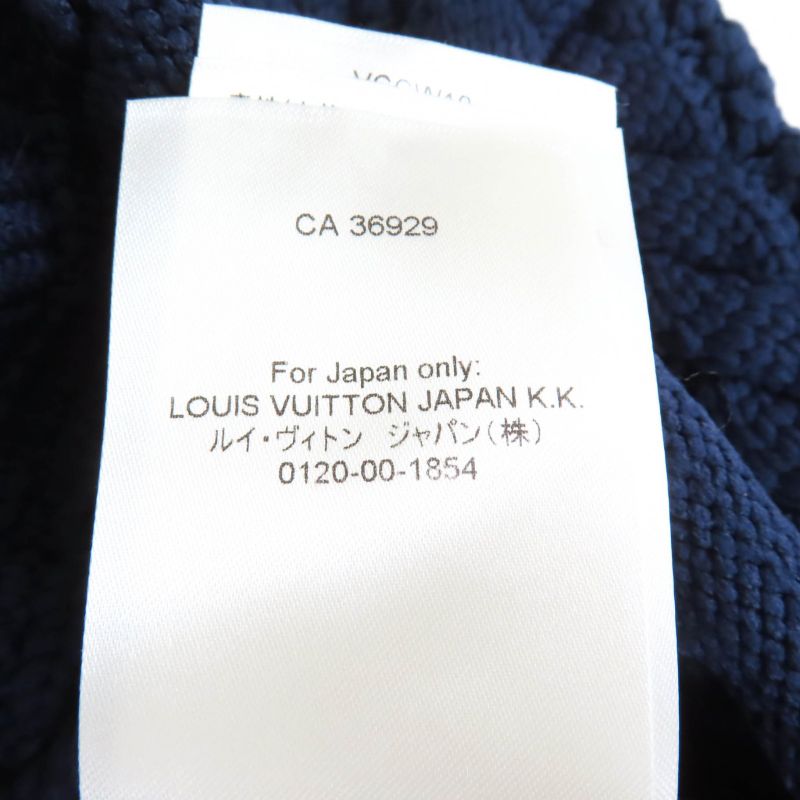 CA 36929
For Japan only:
LOUIS VUITTON JAPAN K.K.
ルイ・ヴィトン ジャパン(株)
0120-00-1854